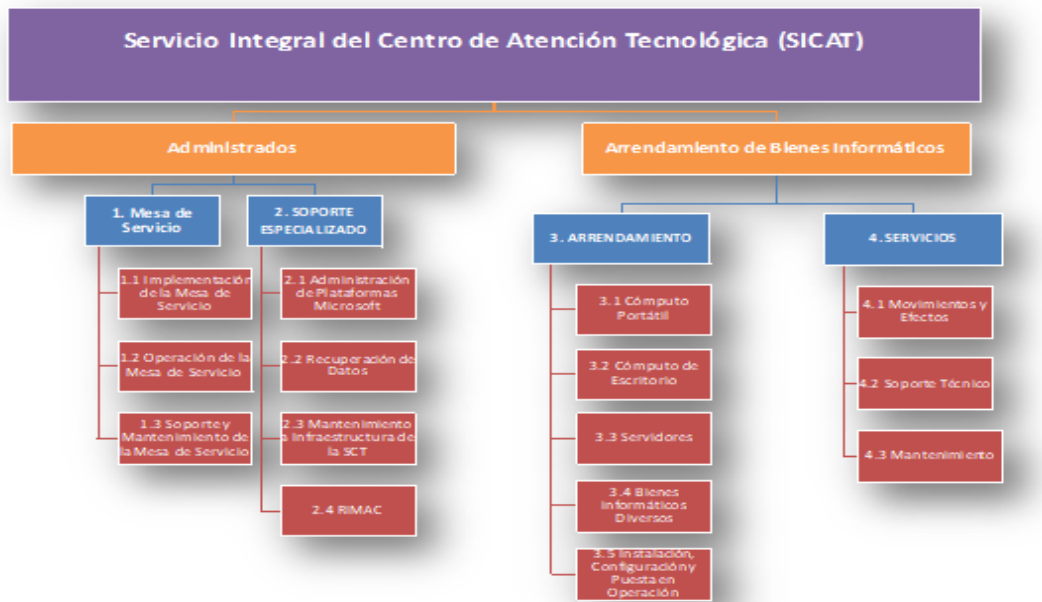 Servicio Integral del Centro de Atención Tecnológica (SICAT)
Administrados
Arrendamiento de Bienes Informáticos
1. Mesa de
Servicio
2. SOPORTE
ESPECIALIZADO
3. ARRENDAMIENTO
4.SERVICIOS
1.1 Implementación
de la Mesa de
Servicio
1.2 Operación de la
Mesa de Servicio
1.3 Soporte y
Mantenimiento de
la Mesa de Servicio
2.1 Administración
de Plataformas
Microsoft
2.2 Recuperación de
Datos
2.3 Mantenimiento
a Infraestructura de
la SCT
2.4 RIMAC
3.1 Cómputo
Portátil
3.2 Cómputo de
Escritorio
3.3 Servidores
3.4 Bienes
Informáticos
Diversos
3.5 Instalación,
Configuración y
Puesta en
Operación
4.1 Movimientos y
Efectos
4.2 Soporte Técnico
4.3 Mantenimiento